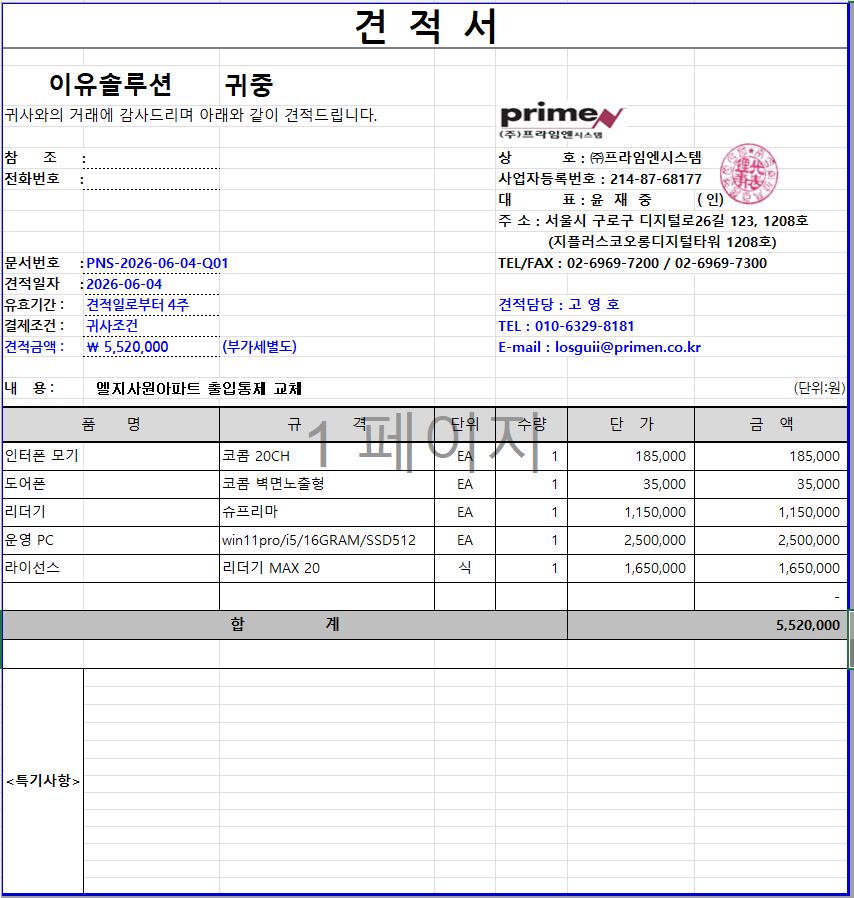 견 적 서
이유솔루션 귀중
귀사와의 거래에 감사드리며 아래와 같이 견적드립니다.
primen
(주)프라임엔시스템
참 조 :
전화번호 :
상 호 : ㈜프라임엔시스템
사업자등록번호 : 214-87-68177
대 표 : 윤 재 중 (인)
주 소 : 서울시 구로구 디지털로26길 123, 1208호
(지플러스코오롱디지털타워 1208호)
문서번호 : PNS-2026-06-04-Q01
TEL/FAX : 02-6969-7200 / 02-6969-7300
견적일자 : 2026-06-04
유효기간 : 견적일로부터 4주
견적담당 : 고 영 호
결제조건 : 귀사조건
TEL : 010-6329-8181
견적금액 : ₩ 5,520,000 (부가세별도)
E-mail : losguii@primen.co.kr
내 용 : 멜지사원아파트 출입통제 교체 (단위:원)
품 명 규 격 단위 수량 단 가 금 액
1 페이지
인터폰 모기 코콤 20CH EA 1 185,000 185,000
도어폰 코콤 벽면노출형 EA 1 35,000 35,000
리더기 슈프리마 EA 1 1,150,000 1,150,000
운영 PC win11pro/i5/16GRAM/SSD512 EA 1 2,500,000 2,500,000
라이선스 리더기 MAX 20 식 1 1,650,000 1,650,000
-
합 계 5,520,000
<특기사항>